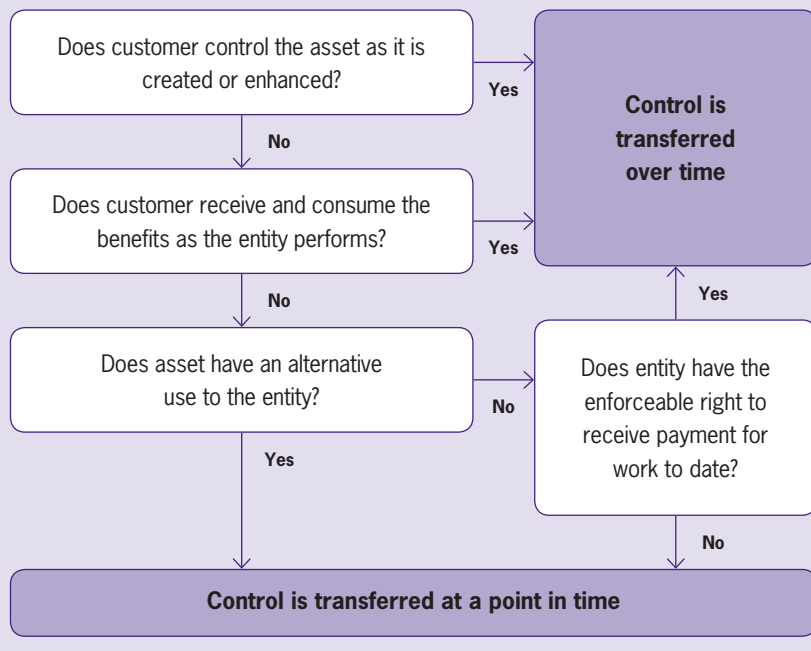 Does customer control the asset as it is
created or enhanced?
Yes
No
Control is
transferred
over time
Does customer receive and consume the
benefits as the entity performs?
Yes
No
Does asset have an alternative
use to the entity?
No
Yes
Yes
Does entity have the
enforceable right to
receive payment for
work to date?
No
Control is transferred at a point in time